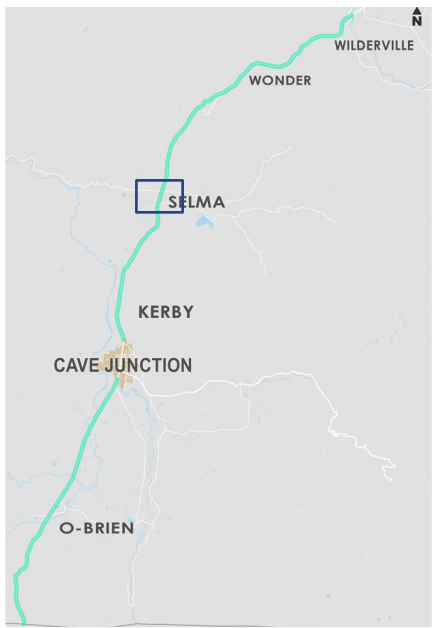 N
WILDERVILLE
WONDER
SELMA
KERBY
CAVE JUNCTION
O-BRIEN